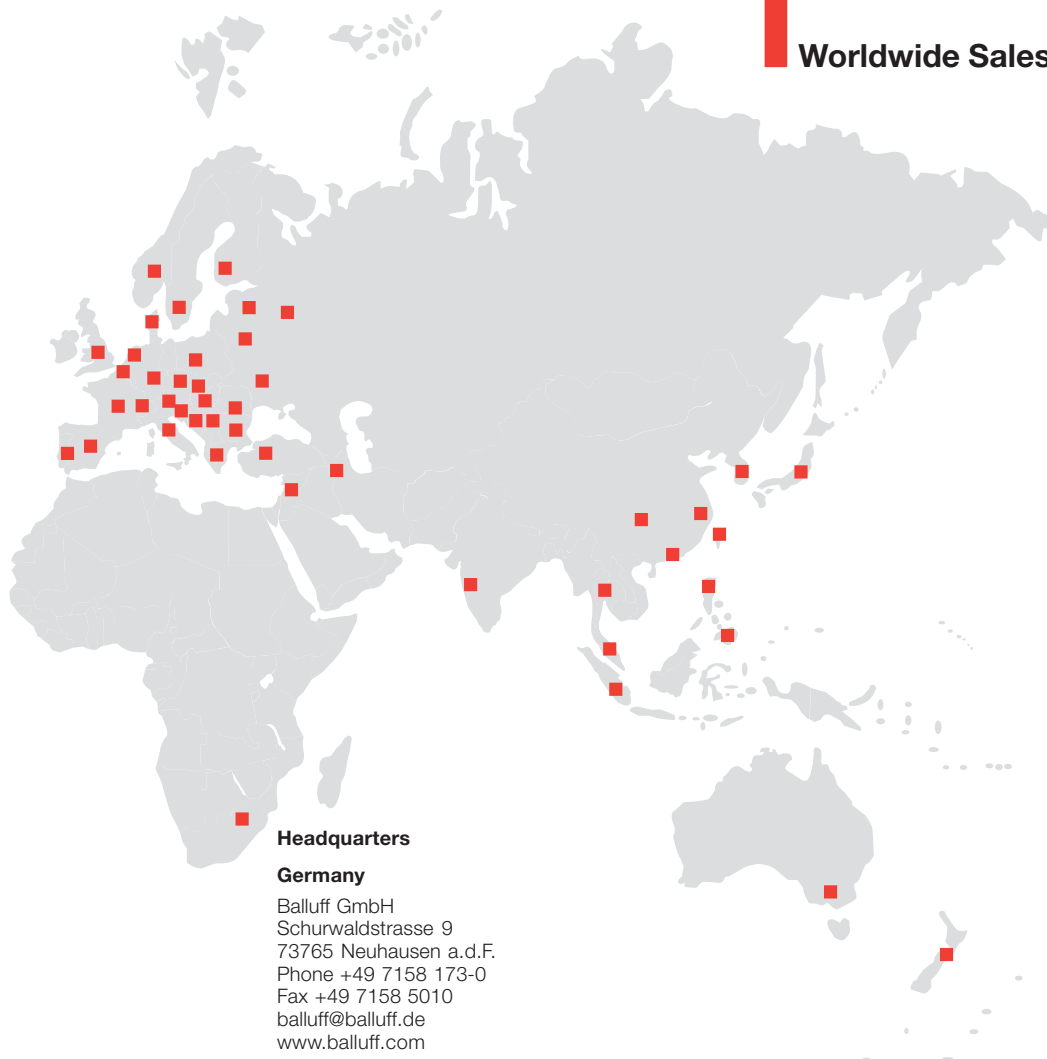 Worldwide Sales
Headquarters
Germany
Balluff GmbH
Schurwaldstrasse 9
73765 Neuhausen a.d.F.
Phone +49 7158 173-0
Fax +49 7158 5010
balluff@balluff.de
www.balluff.com